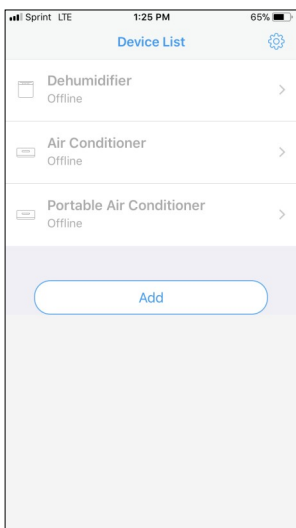 Sprint LTE 1:25 PM 65%
Device List
Dehumidifier
Offline
Air Conditioner
Offline
Portable Air Conditioner
Offline
Add